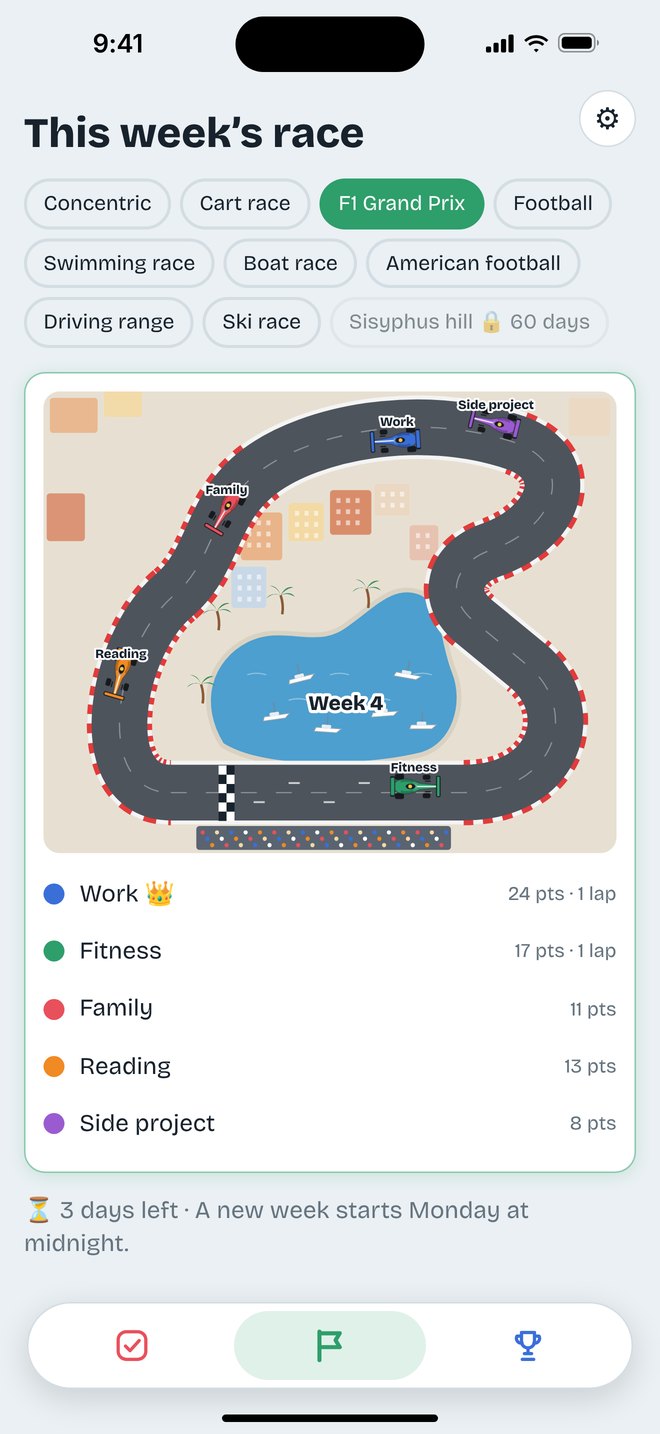 9:41
This week's race
Concentric
Cart race
F1 Grand Prix
Football
Swimming race
Boat race
American football
Driving range
Ski race
Sisyphus hill 🔒 60 days
Side project
Work
Family
Reading
Week 4
Fitness
Work 👑 24 pts · 1 lap
Fitness 17 pts · 1 lap
Family 11 pts
Reading 13 pts
Side project 8 pts
⏳ 3 days left · A new week starts Monday at
midnight.